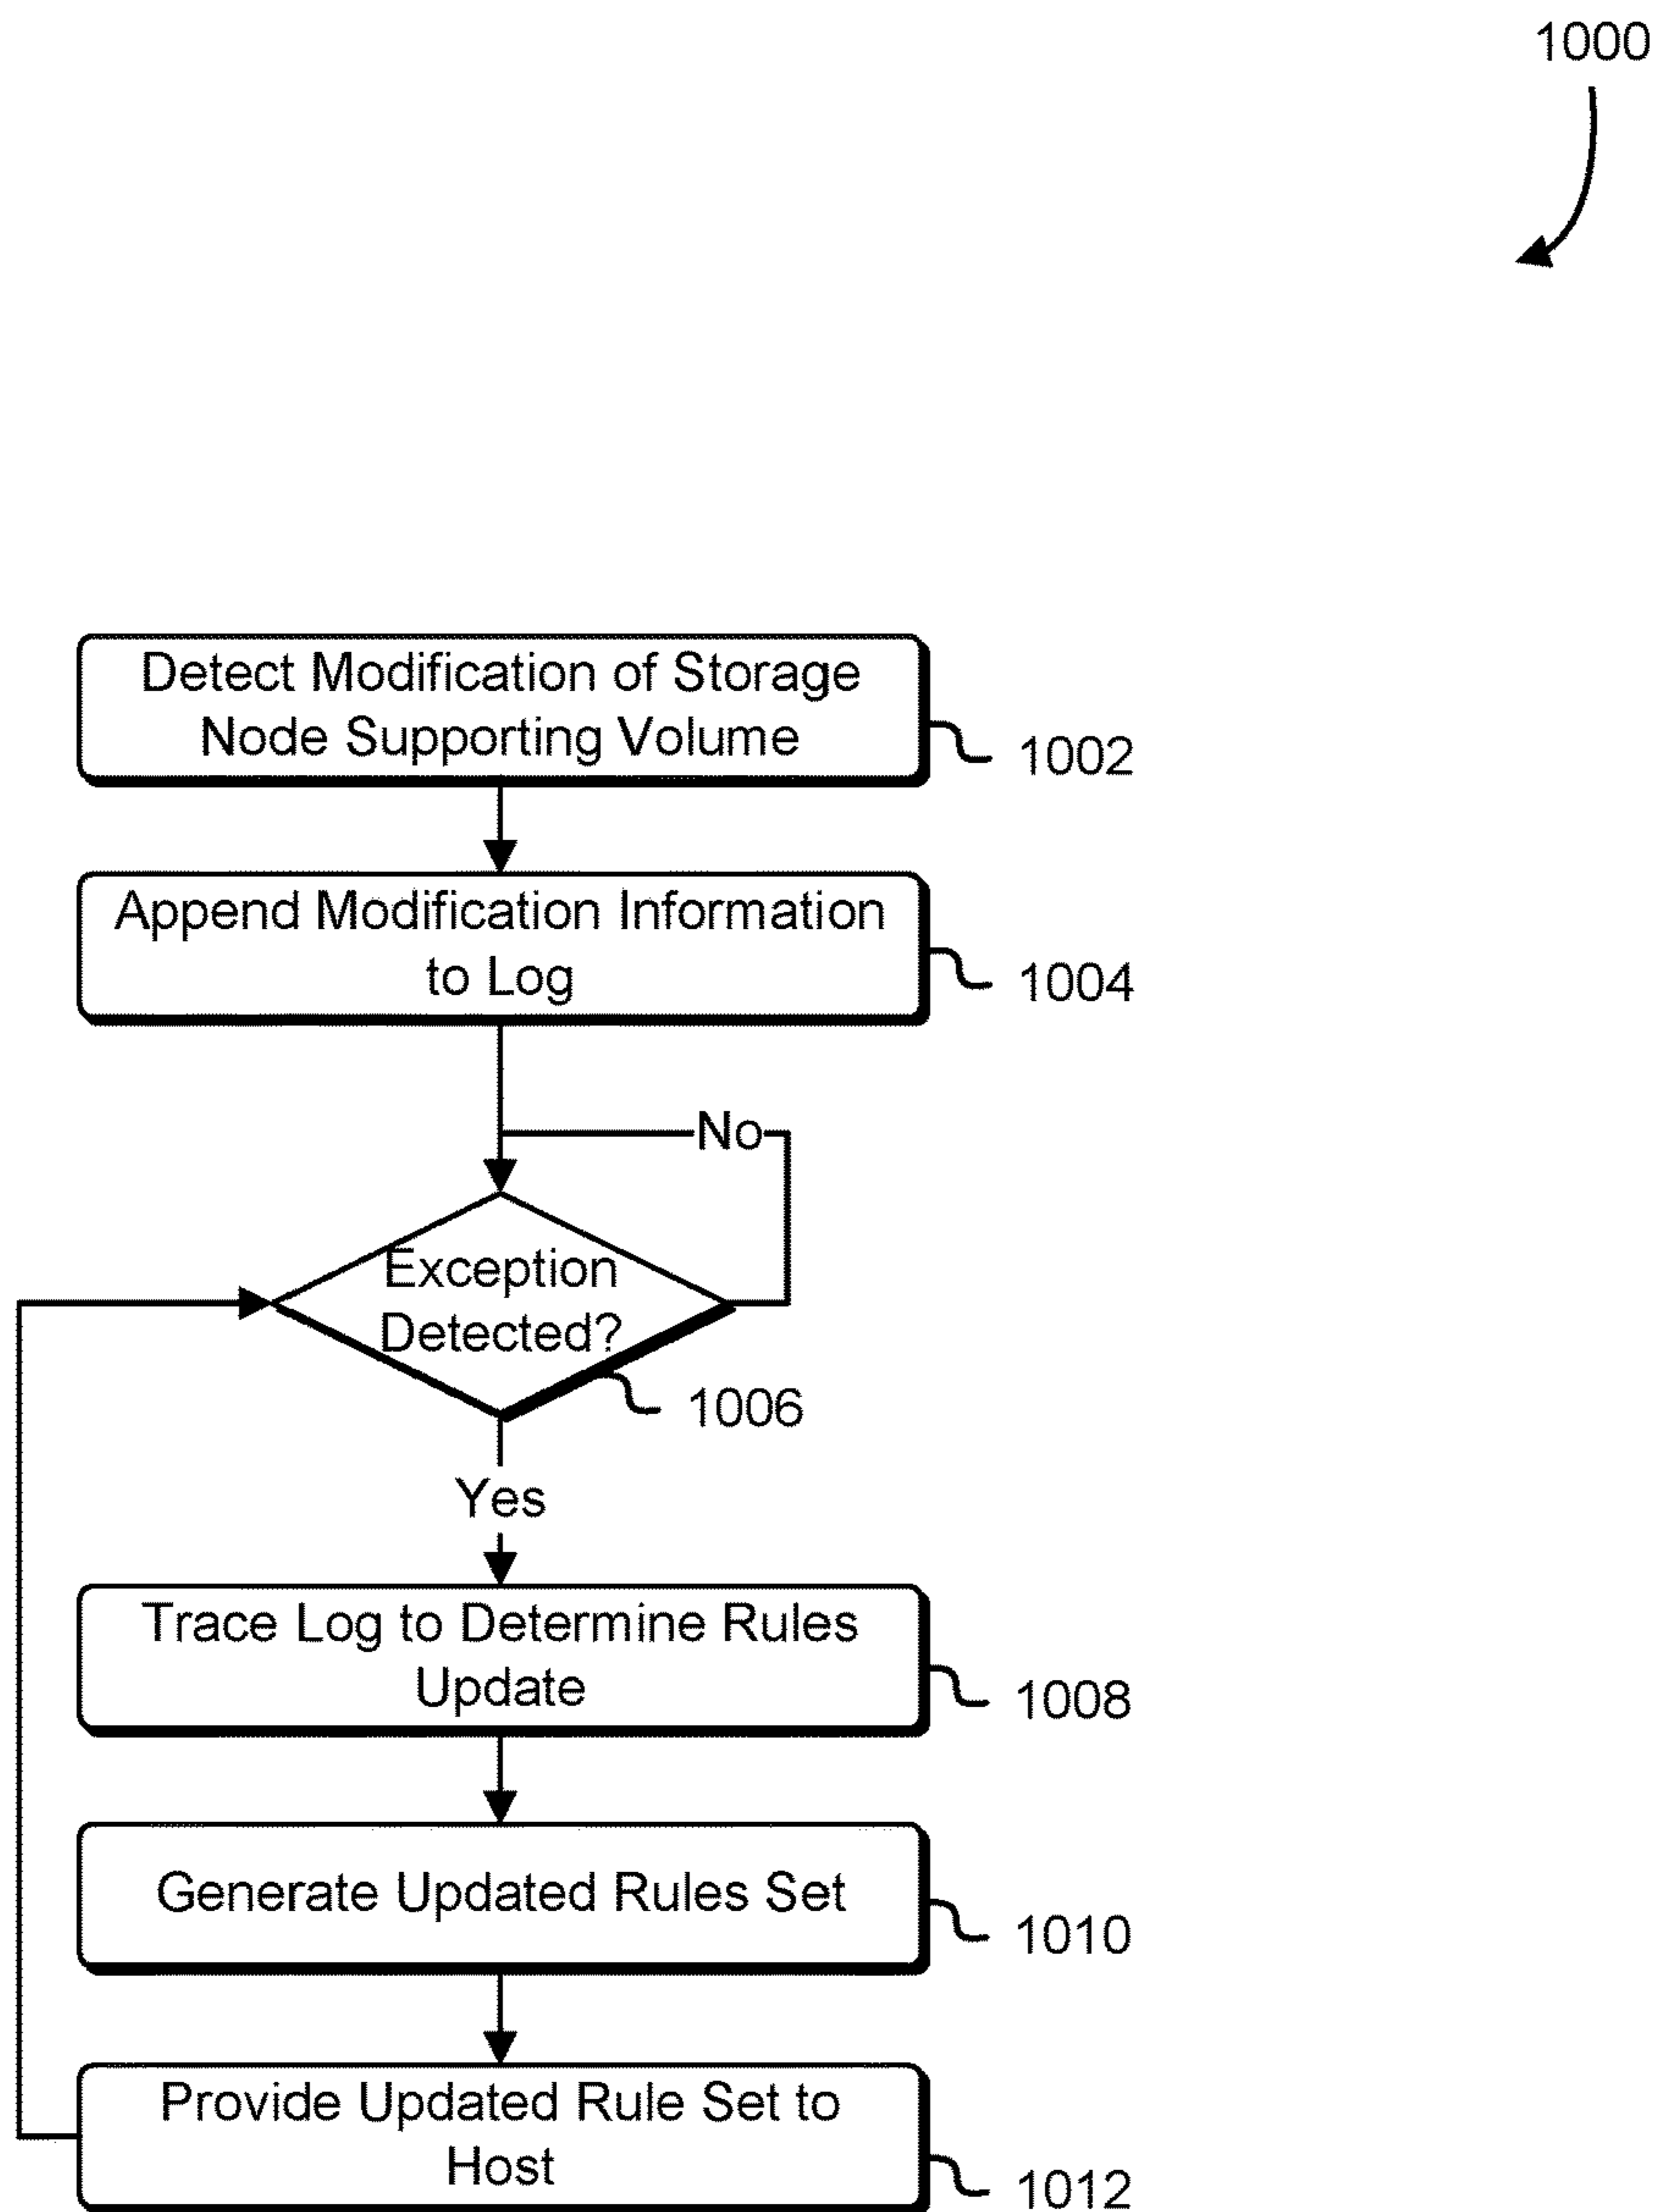 1000
Detect Modification of Storage
Node Supporting Volume
1002
Append Modification Information
to Log
1004
No
Exception
Detected?
1006
Yes
Trace Log to Determine Rules
Update
1008
Generate Updated Rules Set
1010
Provide Updated Rule Set to
Host
1012